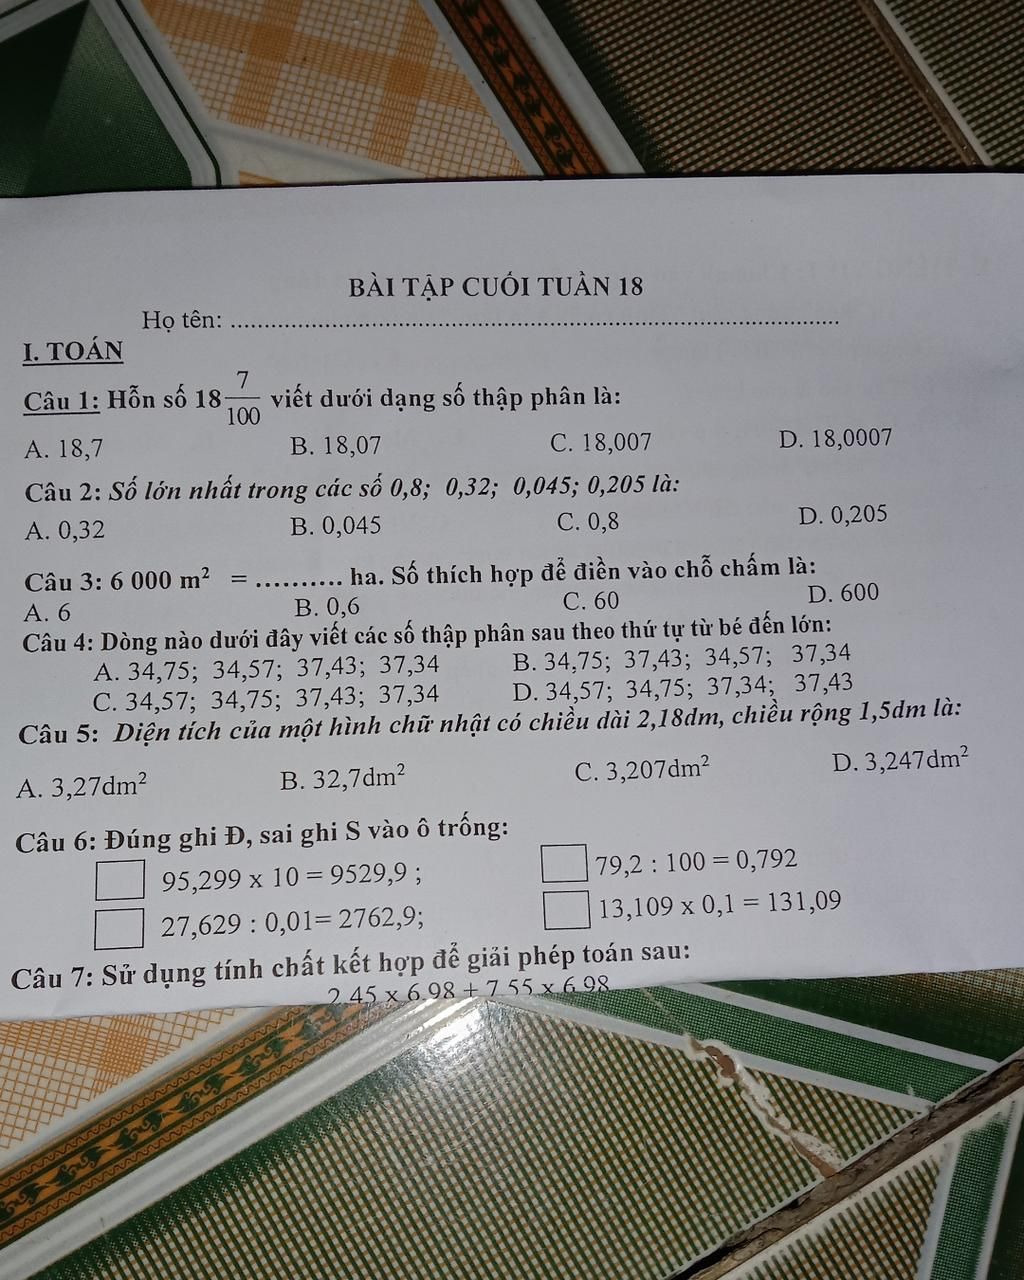 BÀI TẬP CUỐI TUẦN 18
Họ tên: ..........................................................................................
I. TOÁN
Câu 1: Hỗn số 18 7/100 viết dưới dạng số thập phân là:
A. 18,7 B. 18,07 C. 18,007 D. 18,0007
Câu 2: Số lớn nhất trong các số 0,8; 0,32; 0,045; 0,205 là:
A. 0,32 B. 0,045 C. 0,8 D. 0,205
Câu 3: 6 000 m² = .......... ha. Số thích hợp để điền vào chỗ chấm là:
A. 6 B. 0,6 C. 60 D. 600
Câu 4: Dòng nào dưới đây viết các số thập phân sau theo thứ tự từ bé đến lớn:
A. 34,75; 34,57; 37,43; 37,34 B. 34,75; 37,43; 34,57; 37,34
C. 34,57; 34,75; 37,43; 37,34 D. 34,57; 34,75; 37,34; 37,43
Câu 5: Diện tích của một hình chữ nhật có chiều dài 2,18dm, chiều rộng 1,5dm là:
A. 3,27dm² B. 32,7dm² C. 3,207dm² D. 3,247dm²
Câu 6: Đúng ghi Đ, sai ghi S vào ô trống:
95,299 x 10 = 9529,9 ; 79,2 : 100 = 0,792
27,629 : 0,01= 2762,9; 13,109 x 0,1 = 131,09
Câu 7: Sử dụng tính chất kết hợp để giải phép toán sau:
2,45 x 6,98 + 7,55 x 6,98